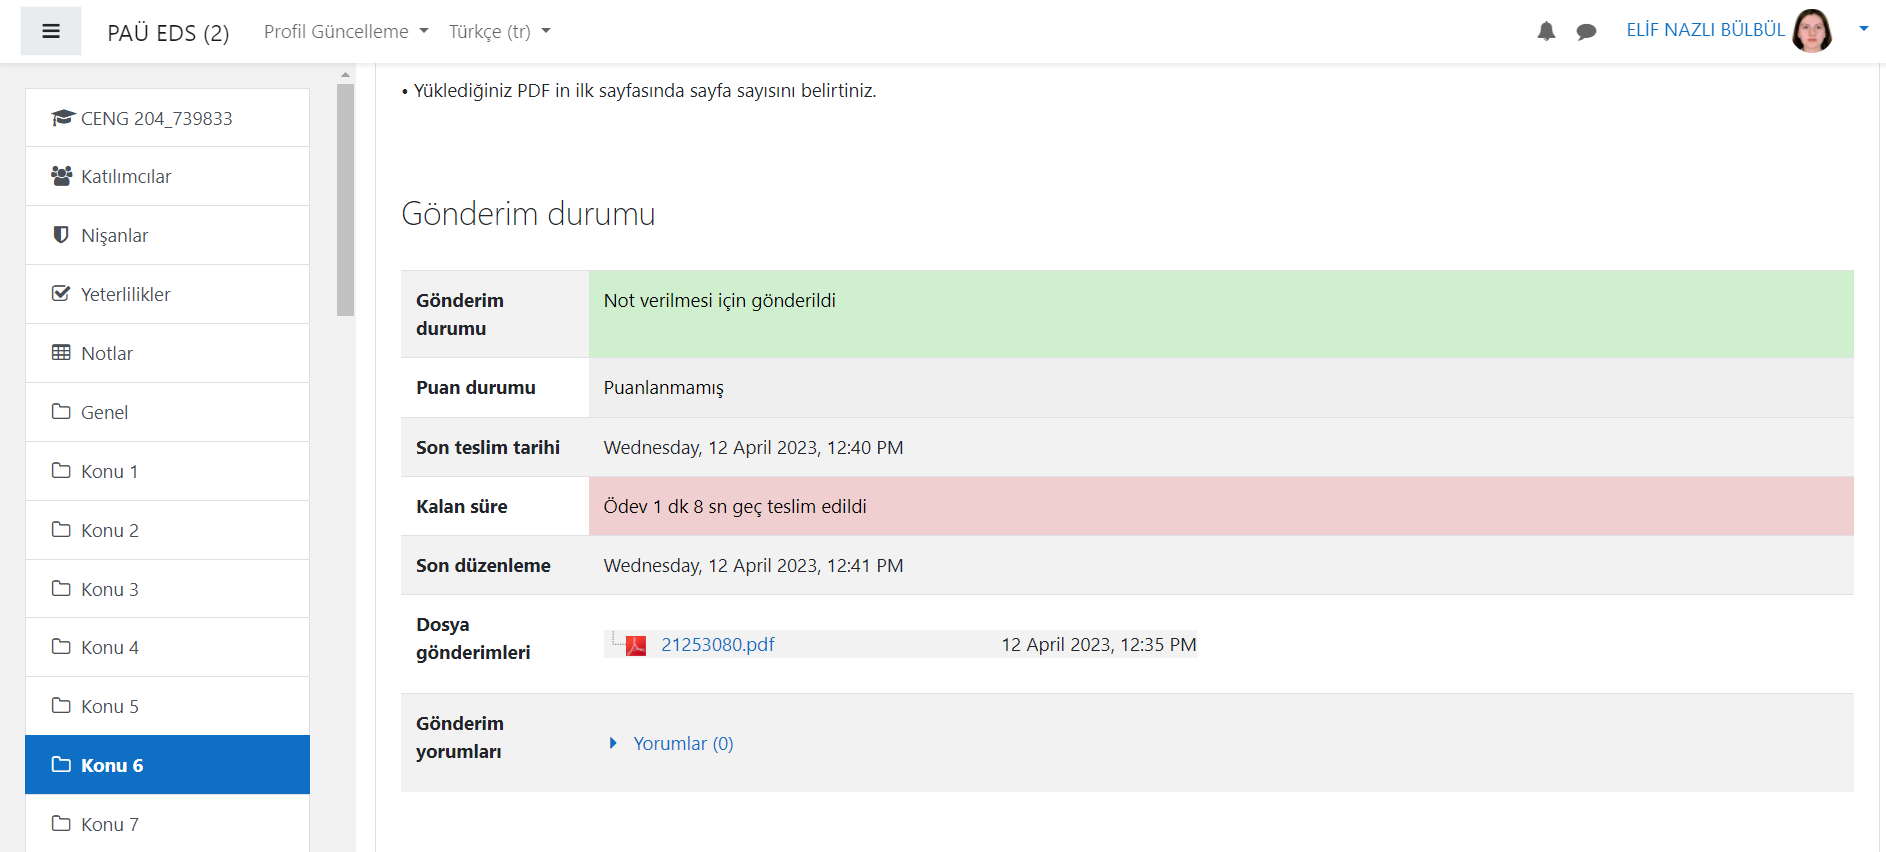 PAÜ EDS (2) Profil Güncelleme Türkçe (tr) ELİF NAZLI BÜLBÜL
CENG 204_739833
Katılımcılar
Nişanlar
Yeterlilikler
Notlar
Genel
Konu 1
Konu 2
Konu 3
Konu 4
Konu 5
Konu 6
Konu 7
• Yüklediğiniz PDF in ilk sayfasında sayfa sayısını belirtiniz.
Gönderim durumu
Gönderim
durumu
Not verilmesi için gönderildi
Puan durumu Puanlanmamış
Son teslim tarihi Wednesday, 12 April 2023, 12:40 PM
Kalan süre Ödev 1 dk 8 sn geç teslim edildi
Son düzenleme Wednesday, 12 April 2023, 12:41 PM
Dosya
gönderimleri
21253080.pdf 12 April 2023, 12:35 PM
Gönderim
yorumları
Yorumlar (0)